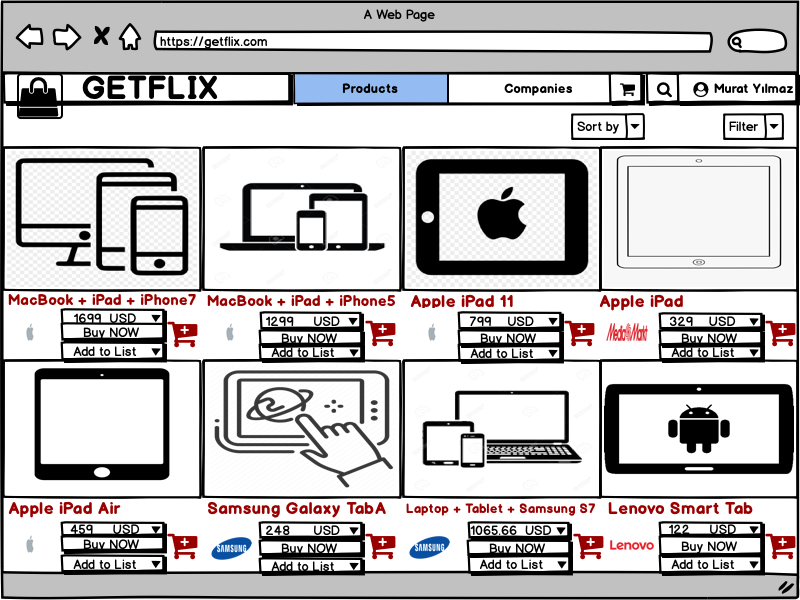 A Web Page
https://getflix.com
GETFLIX
Products
Companies
Murat Yılmaz
Sort by
Filter
MacBook + iPad + iPhone7
MacBook + iPad + iPhone5
Apple iPad 11
Apple iPad
1699 USD
Buy NOW
Add to List
1299 USD
Buy NOW
Add to List
799 USD
Buy NOW
Add to List
Media Markt
329 USD
Buy NOW
Add to List
Apple iPad Air
Samsung Galaxy TabA
Laptop + Tablet + Samsung S7
Lenovo Smart Tab
459 USD
Buy NOW
Add to List
SAMSUNG
248 USD
Buy NOW
Add to List
SAMSUNG
1065.66 USD
Buy NOW
Add to List
Lenovo
122 USD
Buy NOW
Add to List